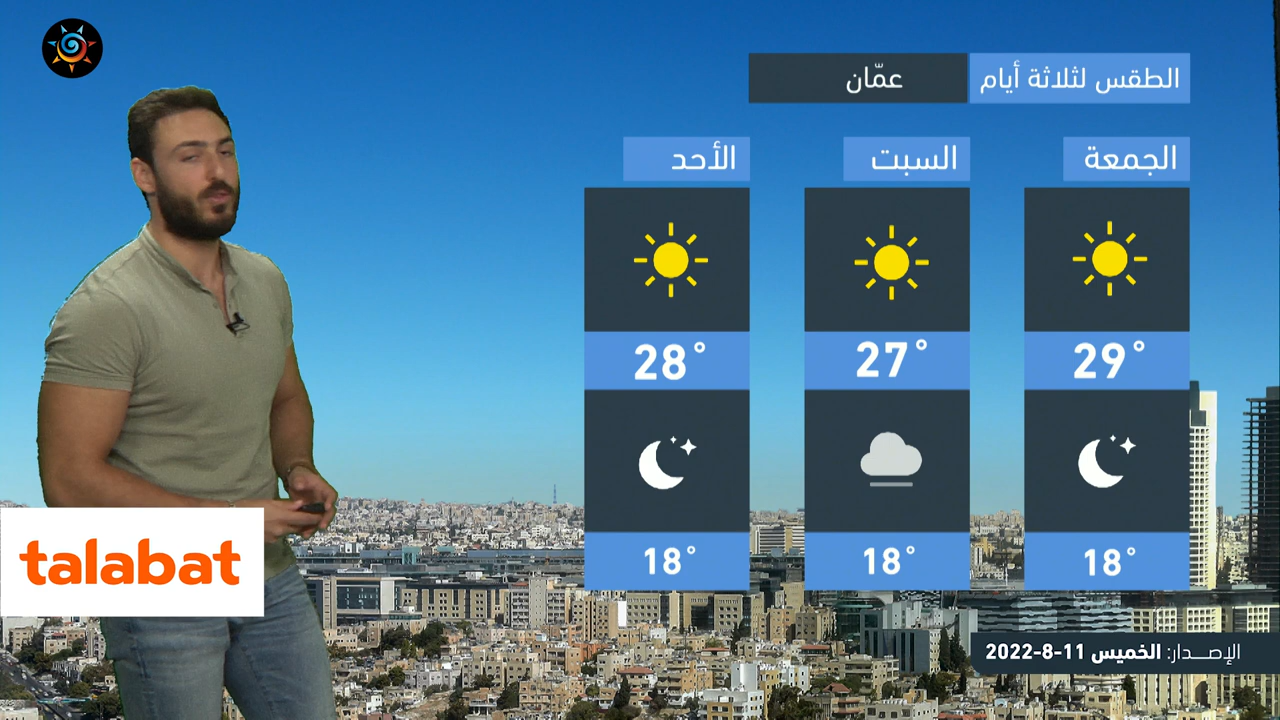 الطقس لثلاثة أيام
عمّان
الجمعة
السبت
الأحد
29°
27°
28°
18°
18°
18°
talabat
الإصـــدار: الخميس 11-8-2022